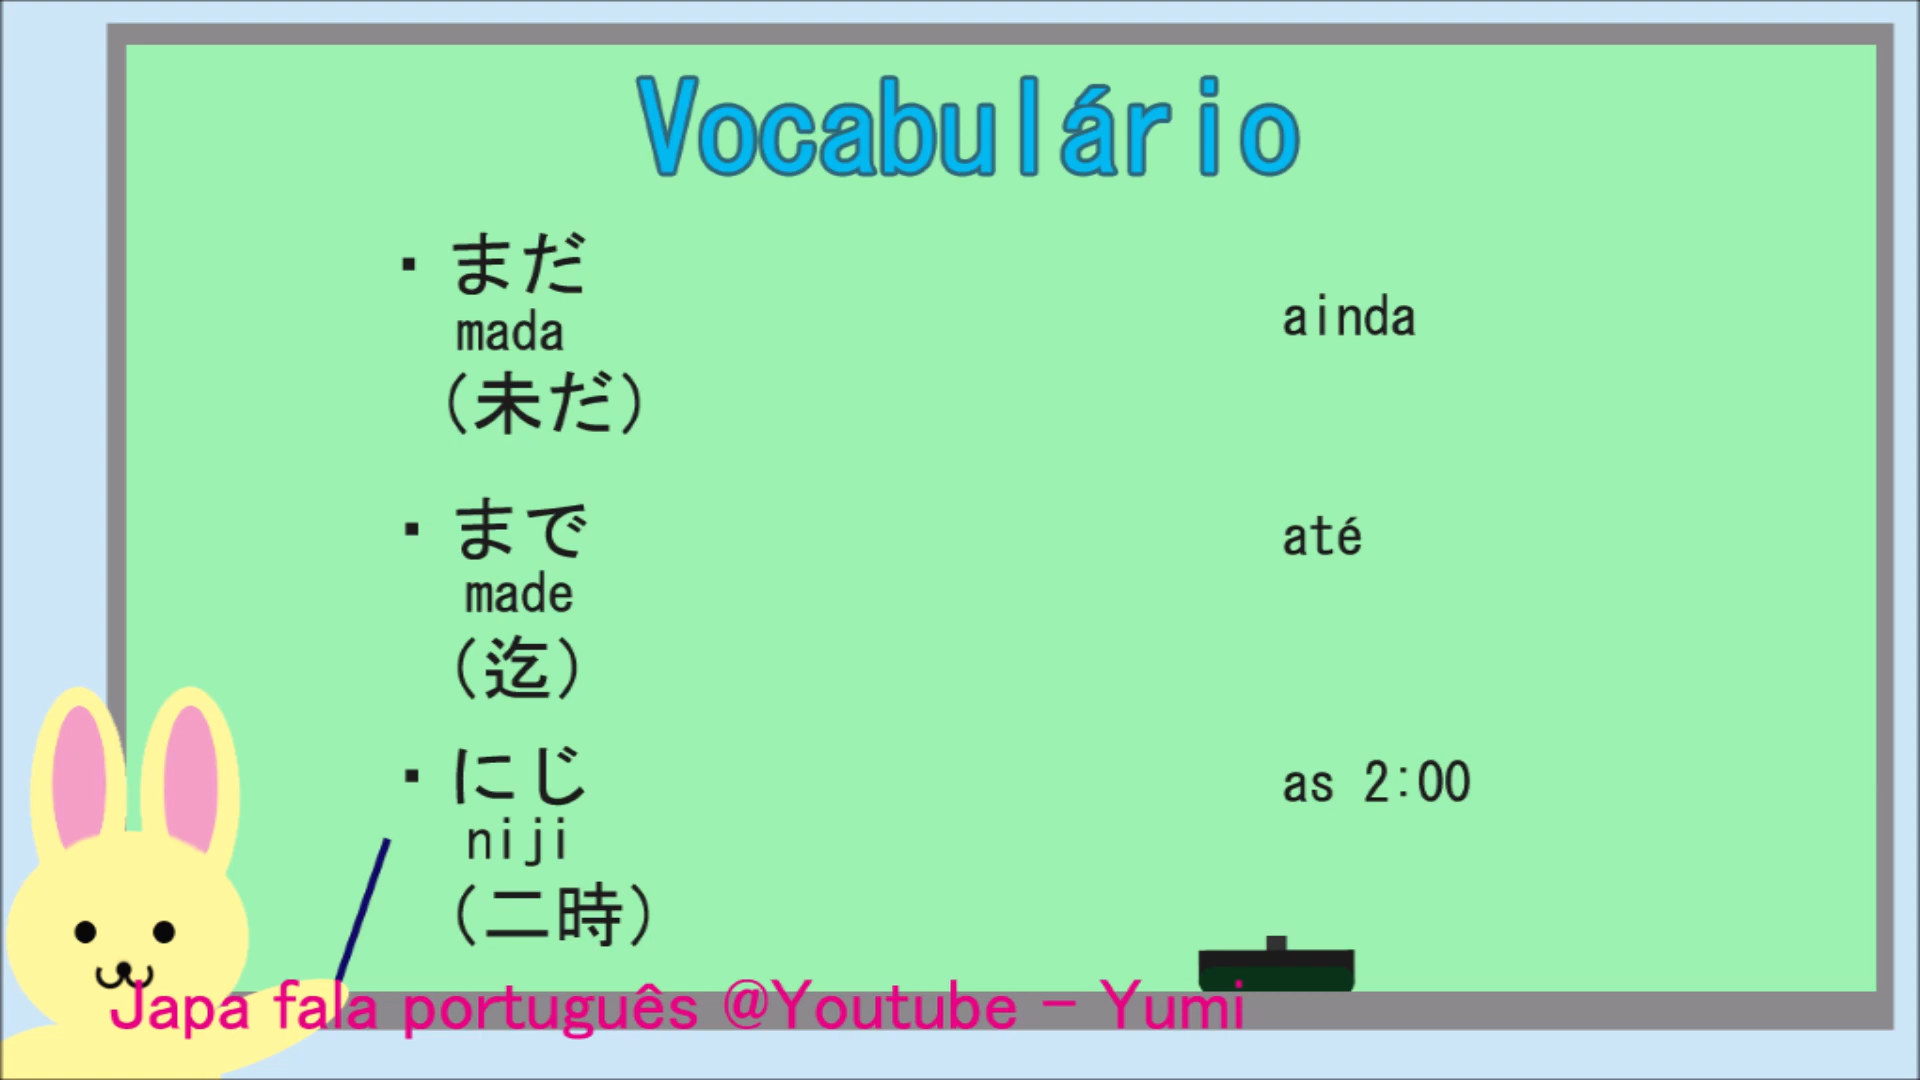 Vocabulário
・まだ
mada
(未だ)
ainda
・まで
made
(迄)
até
・にじ
niji
(二時)
as 2:00
Japa fala português @Youtube - Yumi